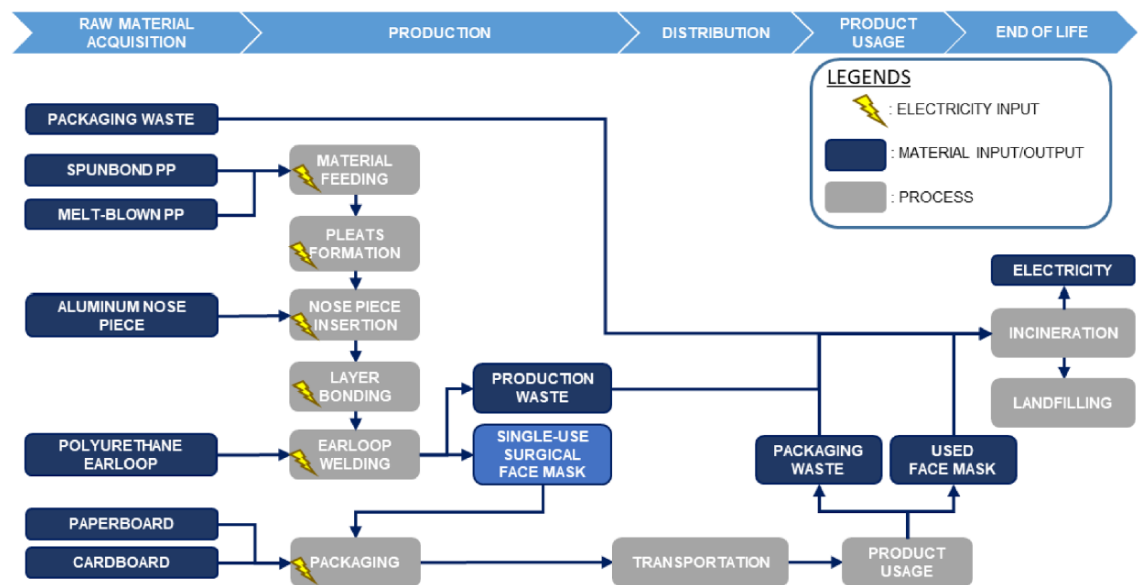 RAW MATERIAL
ACQUISITION
PRODUCTION
DISTRIBUTION
PRODUCT
USAGE
END OF LIFE
LEGENDS
: ELECTRICITY INPUT
: MATERIAL INPUT/OUTPUT
: PROCESS
PACKAGING WASTE
SPUNBOND PP
MELT-BLOWN PP
MATERIAL
FEEDING
PLEATS
FORMATION
ALUMINUM NOSE
PIECE
NOSE PIECE
INSERTION
LAYER
BONDING
POLYURETHANE
EARLOOP
EARLOOP
WELDING
PRODUCTION
WASTE
SINGLE-USE
SURGICAL
FACE MASK
PAPERBOARD
CARDBOARD
PACKAGING
TRANSPORTATION
PRODUCT
USAGE
PACKAGING
WASTE
USED
FACE MASK
ELECTRICITY
INCINERATION
LANDFILLING